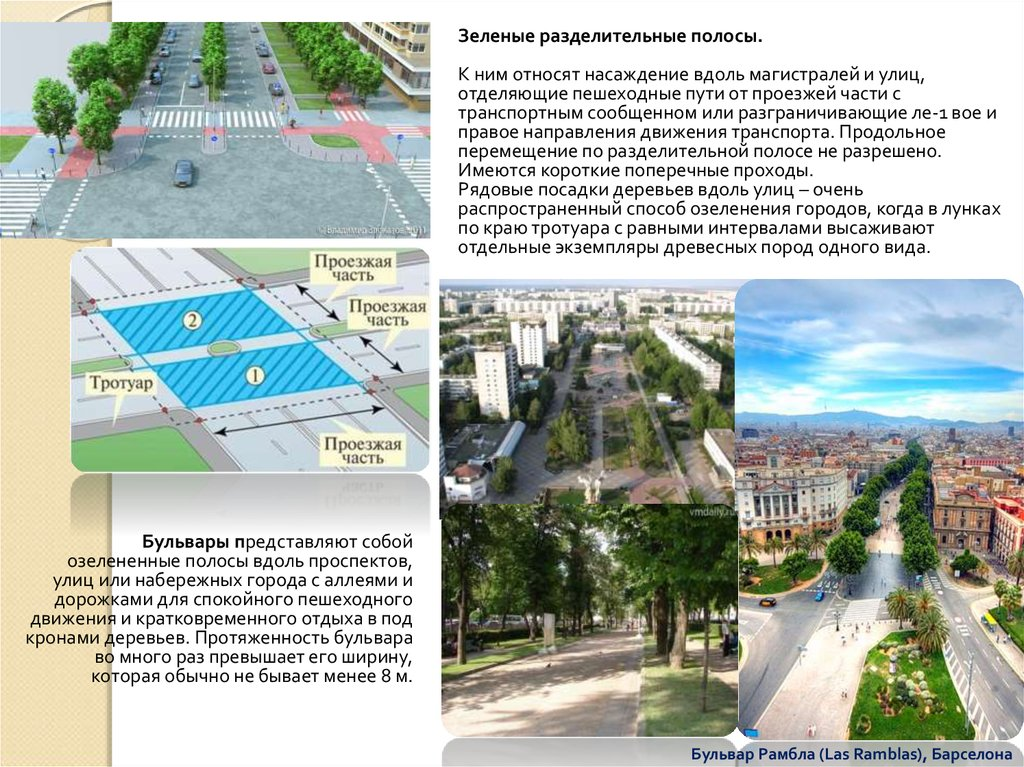 Зеленые разделительные полосы.
К ним относят насаждение вдоль магистралей и улиц,
отделяющие пешеходные пути от проезжей части с
транспортным сообщенном или разграничивающие ле-1 вое и
правое направления движения транспорта. Продольное
перемещение по разделительной полосе не разрешено.
Имеются короткие поперечные проходы.
Рядовые посадки деревьев вдоль улиц – очень
распространенный способ озеленения городов, когда в лунках
по краю тротуара с равными интервалами высаживают
отдельные экземпляры древесных пород одного вида.
Проезжая
часть
Проезжая
часть
2
1
Тротуар
Проезжая
часть
vmdaily.ru
Бульвары представляют собой
озелененные полосы вдоль проспектов,
улиц или набережных города с аллеями и
дорожками для спокойного пешеходного
движения и кратковременного отдыха в под
кронами деревьев. Протяженность бульвара
во много раз превышает его ширину,
которая обычно не бывает менее 8 м.
Бульвар Рамбла (Las Ramblas), Барселона